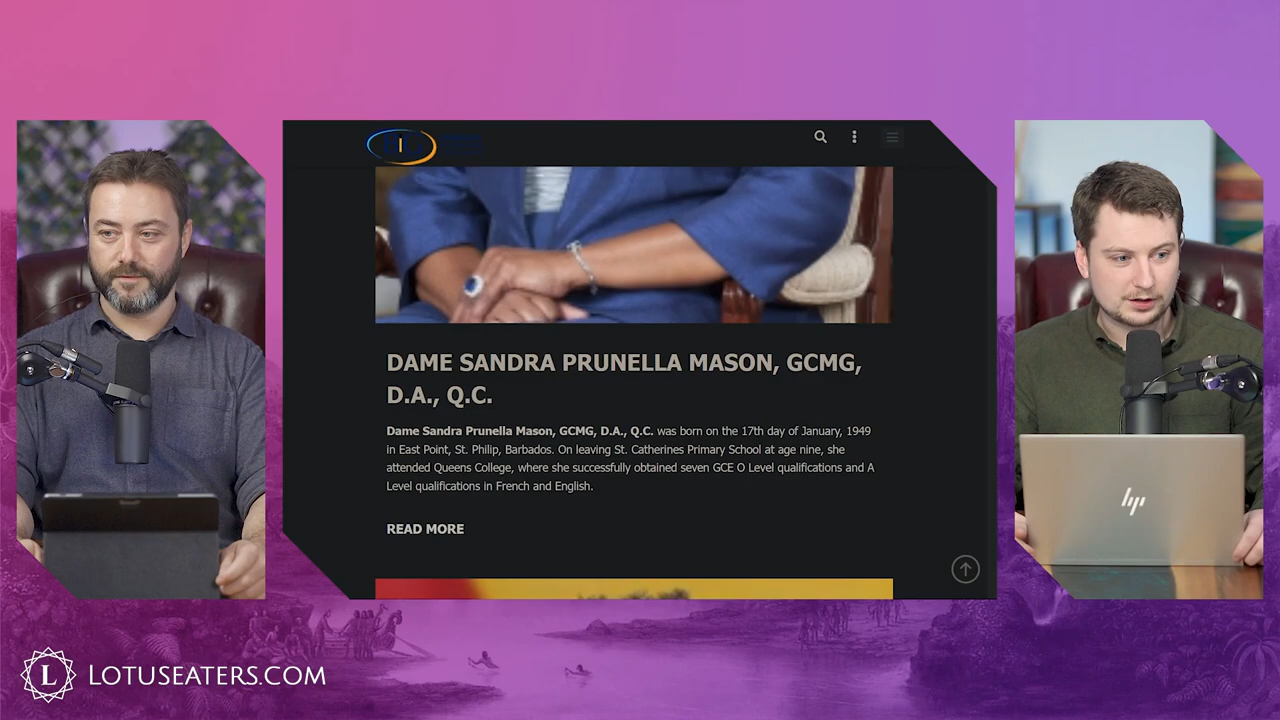 DAME SANDRA PRUNELLA MASON, GCMG,
D.A., Q.C.
Dame Sandra Prunella Mason, GCMG, D.A., Q.C. was born on the 17th day of January, 1949
in East Point, St. Philip, Barbados. On leaving St. Catherines Primary School at age nine, she
attended Queens College, where she successfully obtained seven GCE O Level qualifications and A
Level qualifications in French and English.
READ MORE
hp
L LOTUSEATERS.COM